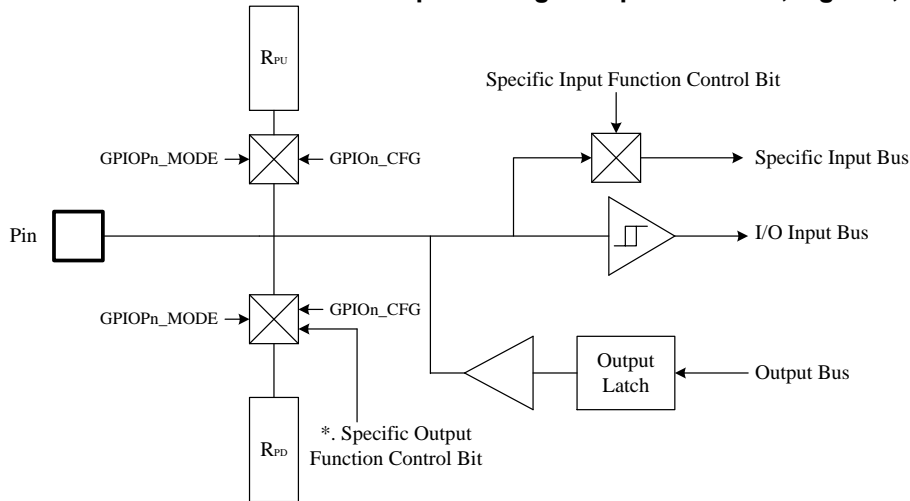 RPU
Specific Input Function Control Bit
GPIOPn_MODE
GPIOn_CFG
Specific Input Bus
Pin
I/O Input Bus
GPIOPn_MODE
GPIOn_CFG
Output
Latch
Output Bus
RPD
*. Specific Output
Function Control Bit